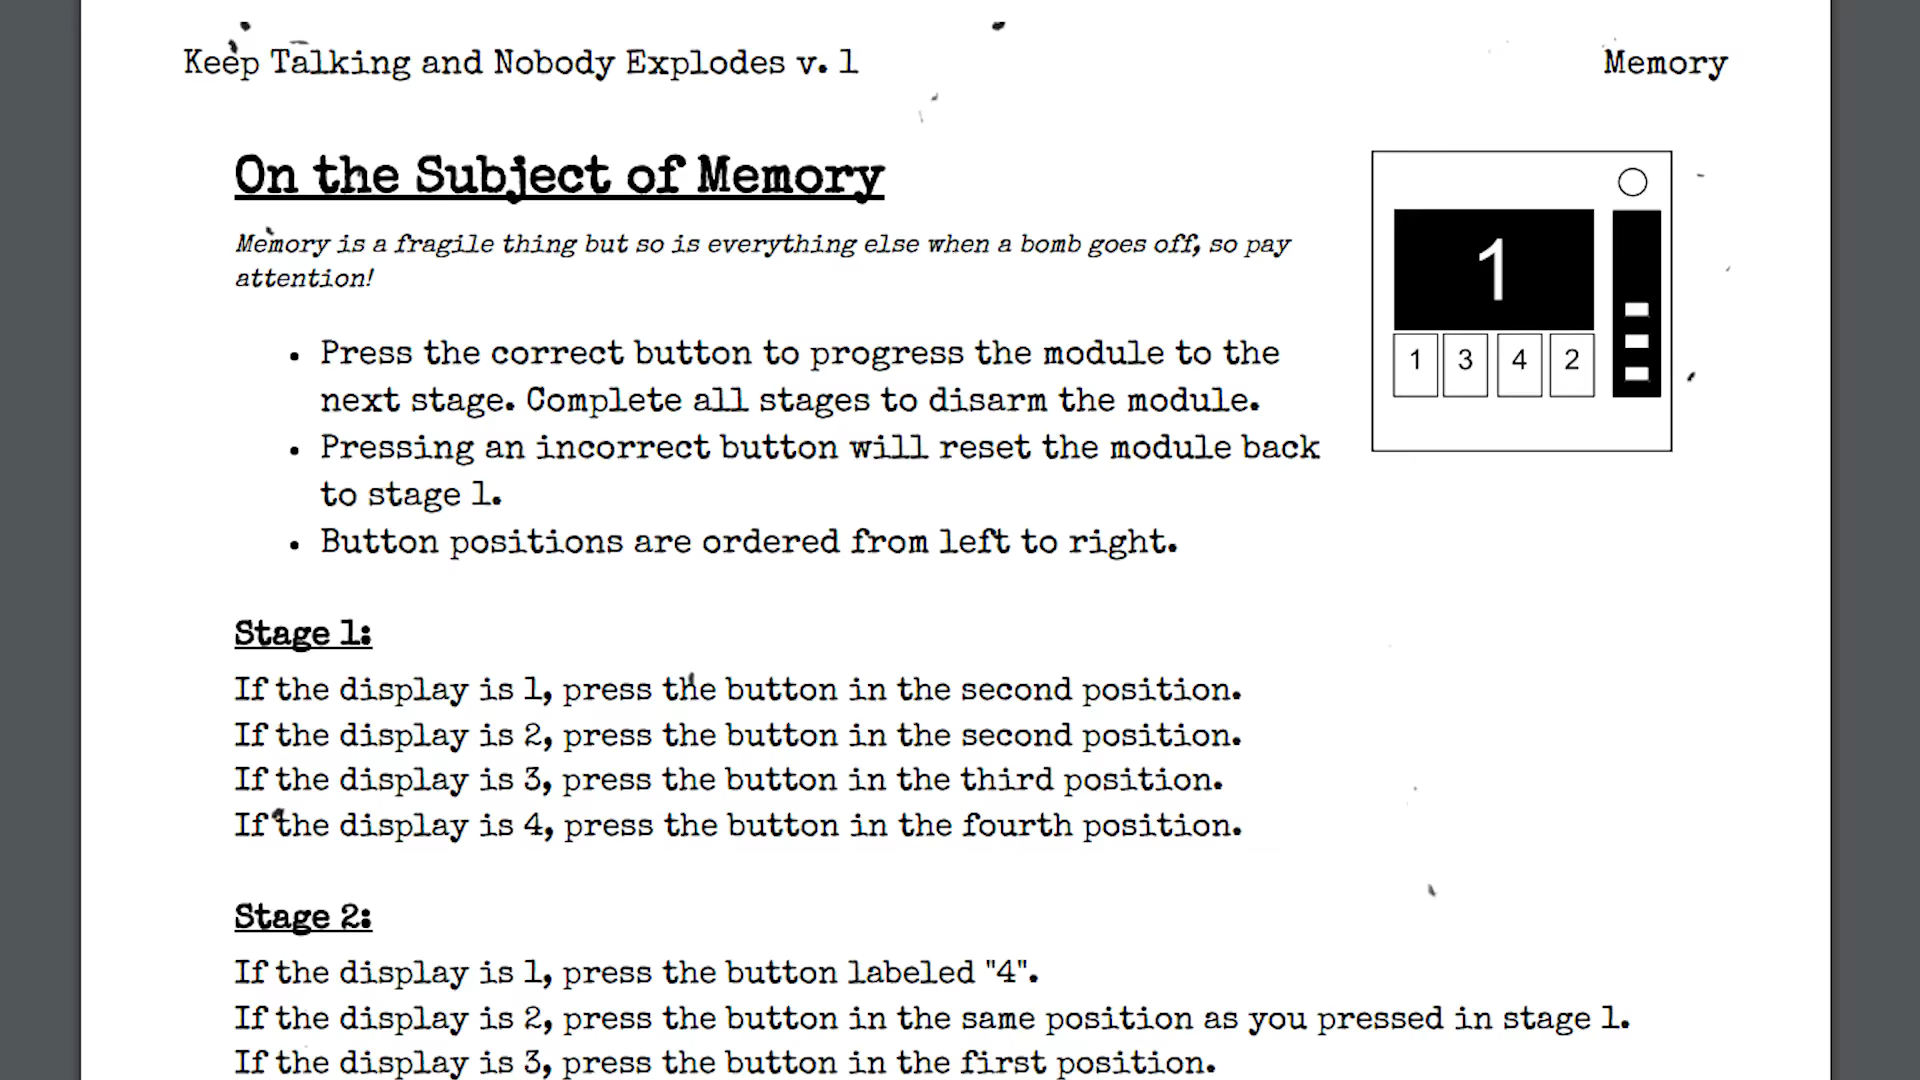 Keep Talking and Nobody Explodes v. 1
Memory
On the Subject of Memory
Memory is a fragile thing but so is everything else when a bomb goes off, so pay
attention!
1
1 3 4 2
• Press the correct button to progress the module to the
next stage. Complete all stages to disarm the module.
• Pressing an incorrect button will reset the module back
to stage 1.
• Button positions are ordered from left to right.
Stage 1:
If the display is 1, press the button in the second position.
If the display is 2, press the button in the second position.
If the display is 3, press the button in the third position.
If the display is 4, press the button in the fourth position.
Stage 2:
If the display is 1, press the button labeled "4".
If the display is 2, press the button in the same position as you pressed in stage 1.
If the display is 3, press the button in the first position.